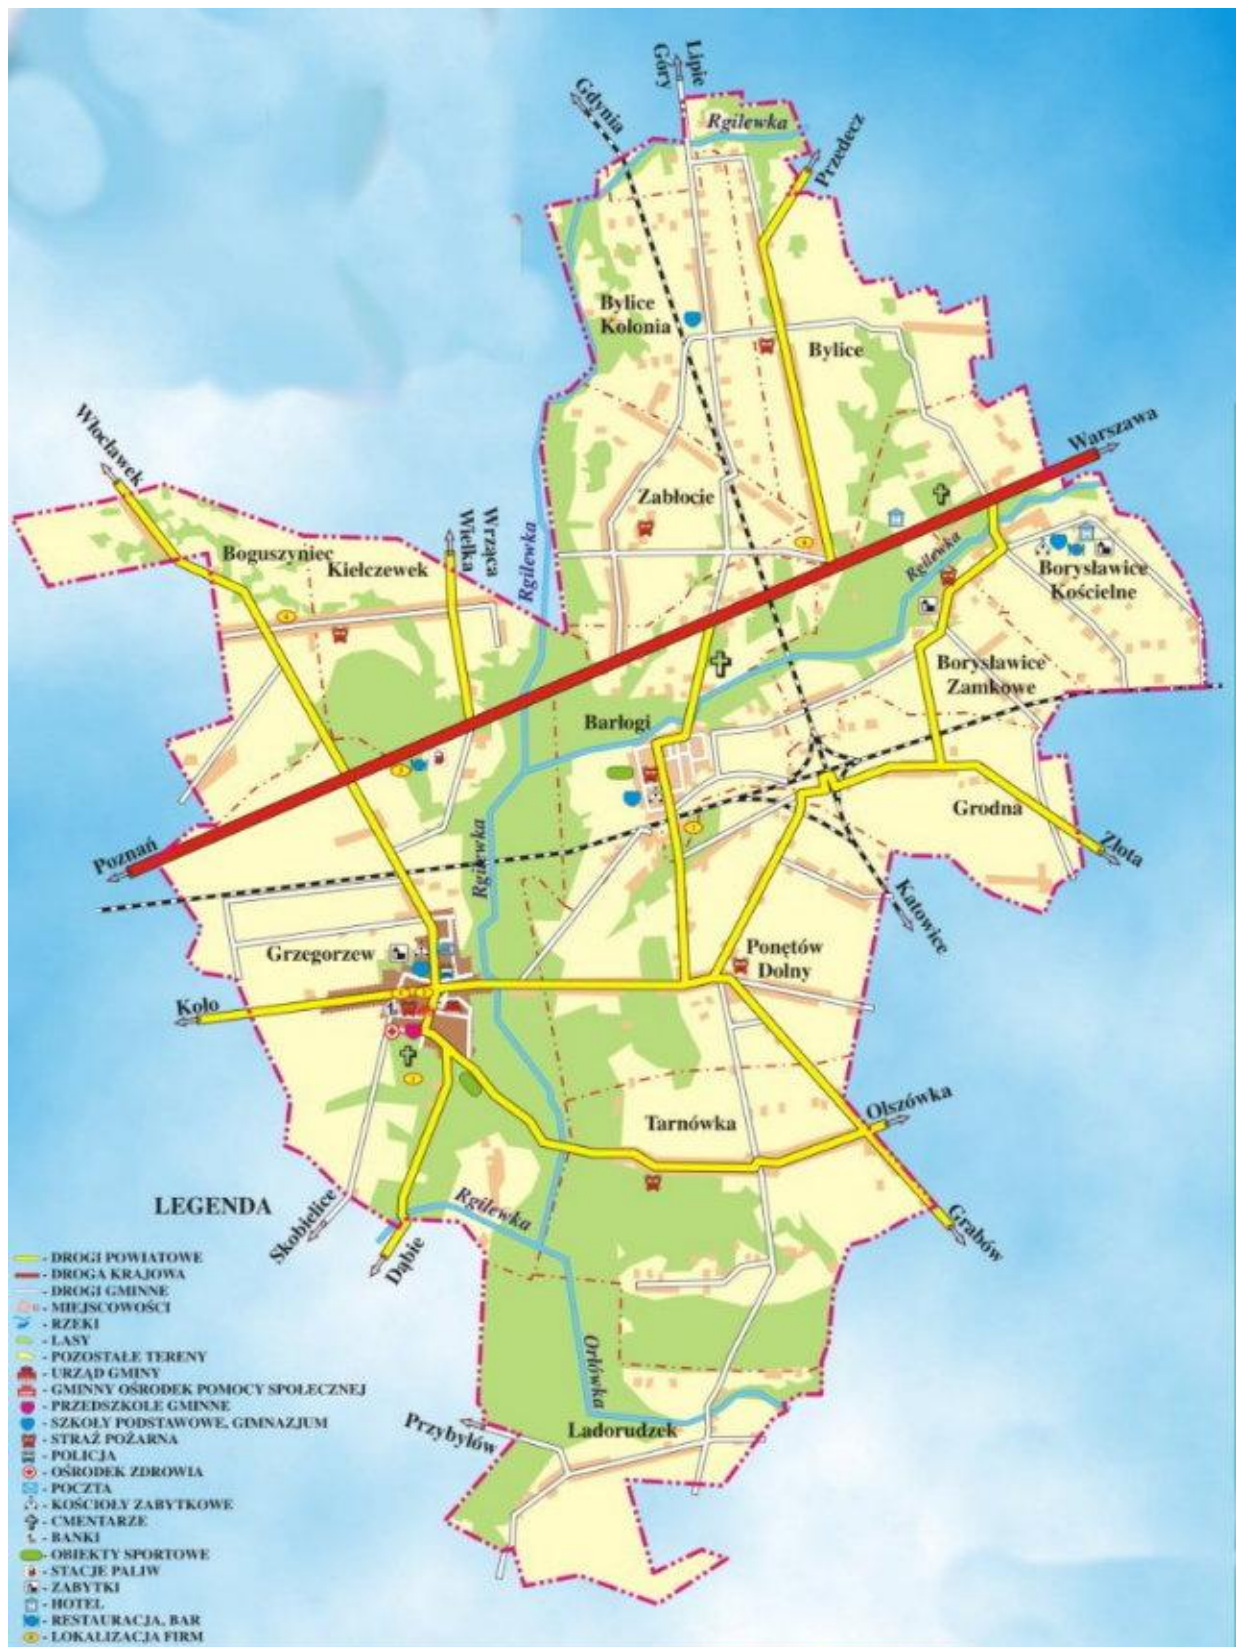 Lipie
Góry
Gdynia
Rgilewka
Przedecz
Bylice
Kolonia
Bylice
Włocławek
Warszawa
Zabłocie
Wrząca
Wielka
Rgilewka
Boguszyniec
Kiełczewek
Rgilewka
Borysławice
Kościelne
Borysławice
Zamkowe
Barłogi
Grodna
Złota
Poznań
Rgilewka
Katowice
Grzegorzew
Ponętów
Dolny
Koło
Olszówka
Tarnówka
Skobielice
Rgilewka
Grabów
Dąbie
Orłówka
Przybyłów
Ladorudzek
LEGENDA
- DROGI POWIATOWE
- DROGA KRAJOWA
- DROGI GMINNE
- MIEJSCOWOŚCI
- RZEKI
- LASY
- POZOSTAŁE TERENY
- URZĄD GMINY
- GMINNY OŚRODEK POMOCY SPOŁECZNEJ
- PRZEDSZKOLE GMINNE
- SZKOŁY PODSTAWOWE, GIMNAZJUM
- STRAŻ POŻARNA
- POLICJA
- OŚRODEK ZDROWIA
- POCZTA
- KOŚCIOŁY ZABYTKOWE
- CMENTARZE
- BANKI
- OBIEKTY SPORTOWE
- STACJE PALIW
- ZABYTKI
- HOTEL
- RESTAURACJA, BAR
- LOKALIZACJA FIRM